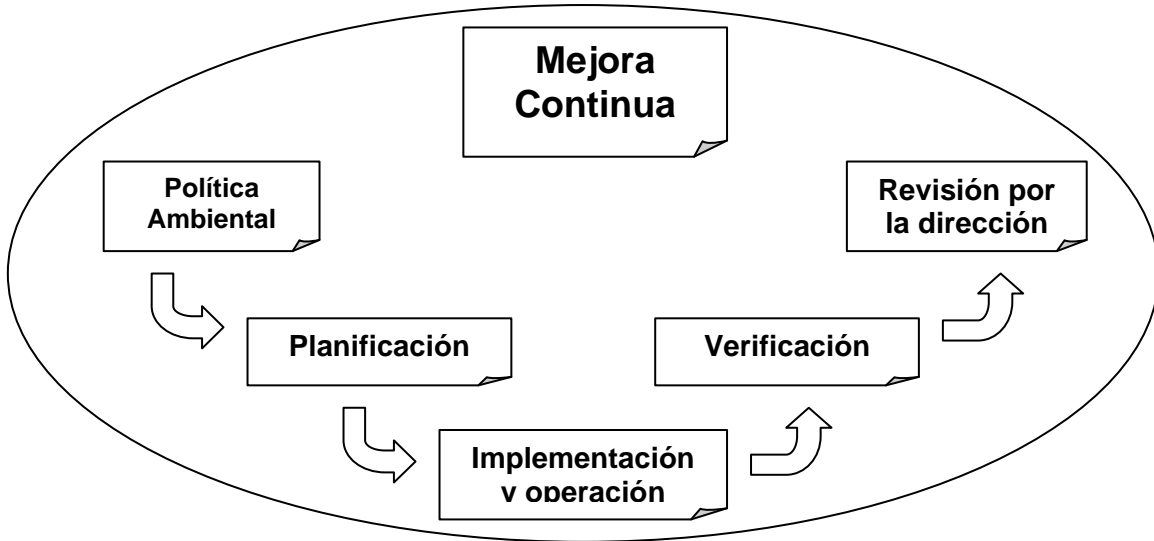 Mejora
Continua
Política
Ambiental
Revisión por
la dirección
Planificación
Verificación
Implementación
y operación